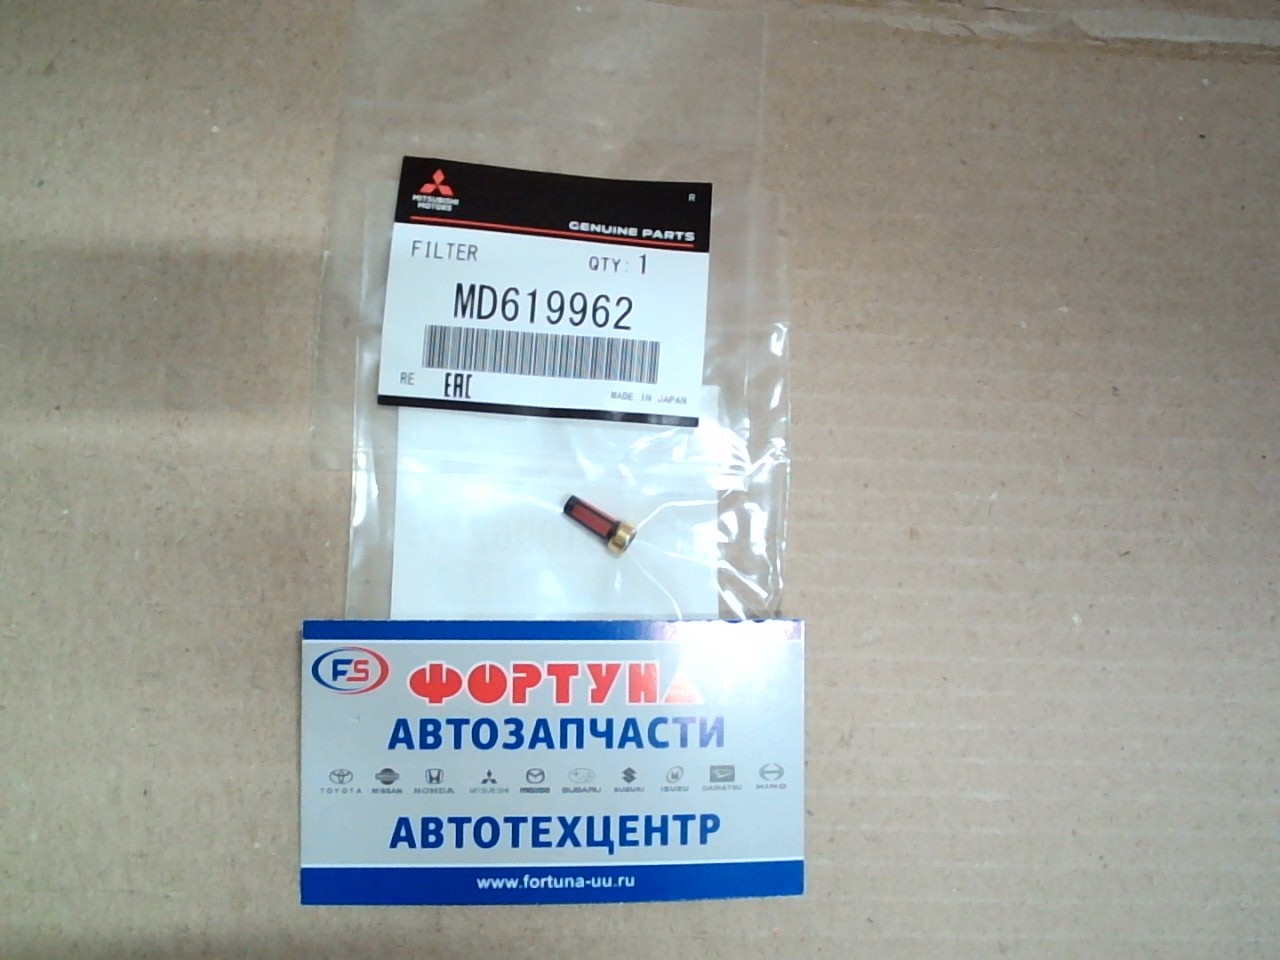 MITSUBISHI
MOTORS
R
GENUINE PARTS
FILTER
QTY: 1
MD619962
RE
EAC
MADE IN JAPAN
FS
ФОРТУНА
АВТОЗАПЧАСТИ
TOYOTA NISSAN HONDA MITSUBISHI MAZDA SUBARU SUZUKI ISUZU DAIHATSU HINO
АВТОТЕХЦЕНТР
www.fortuna-uu.ru